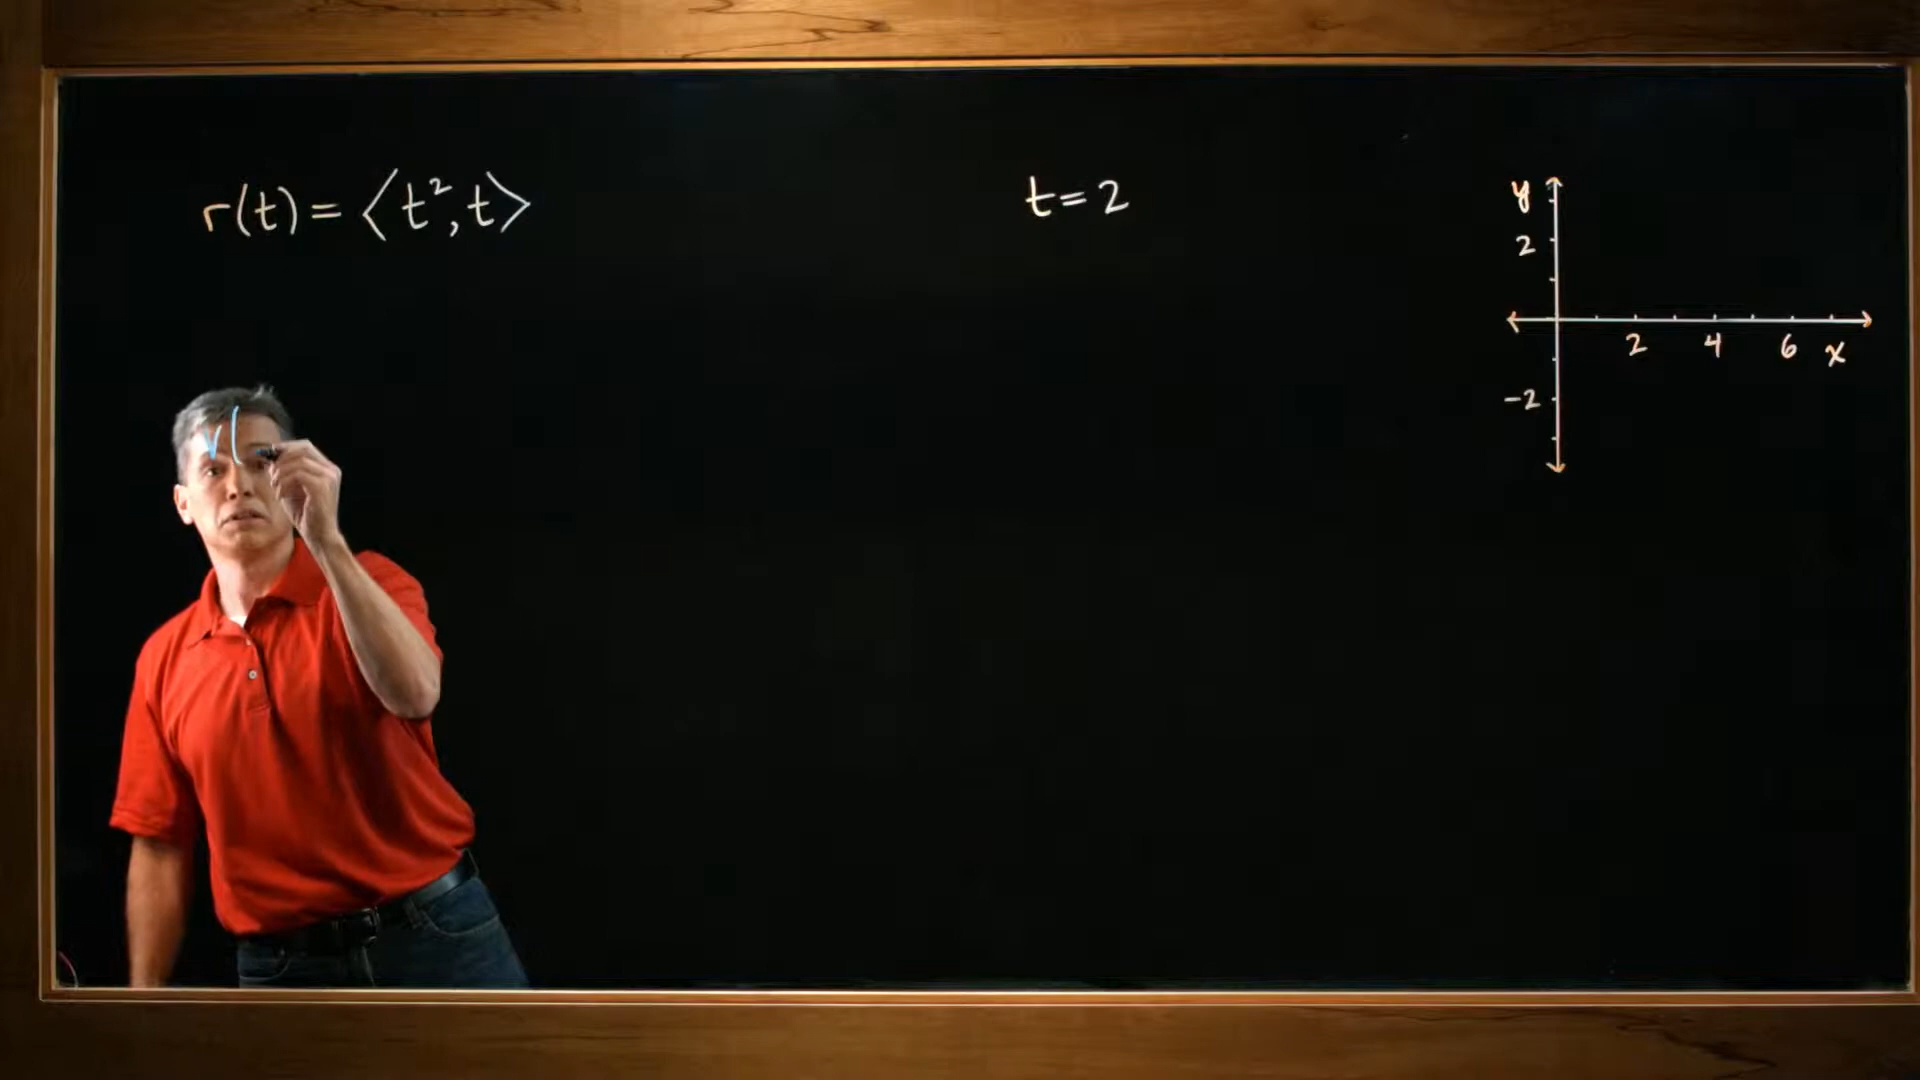 r(t) = ⟨t², t⟩
t = 2
y
2
2 4 6 x
-2
v(